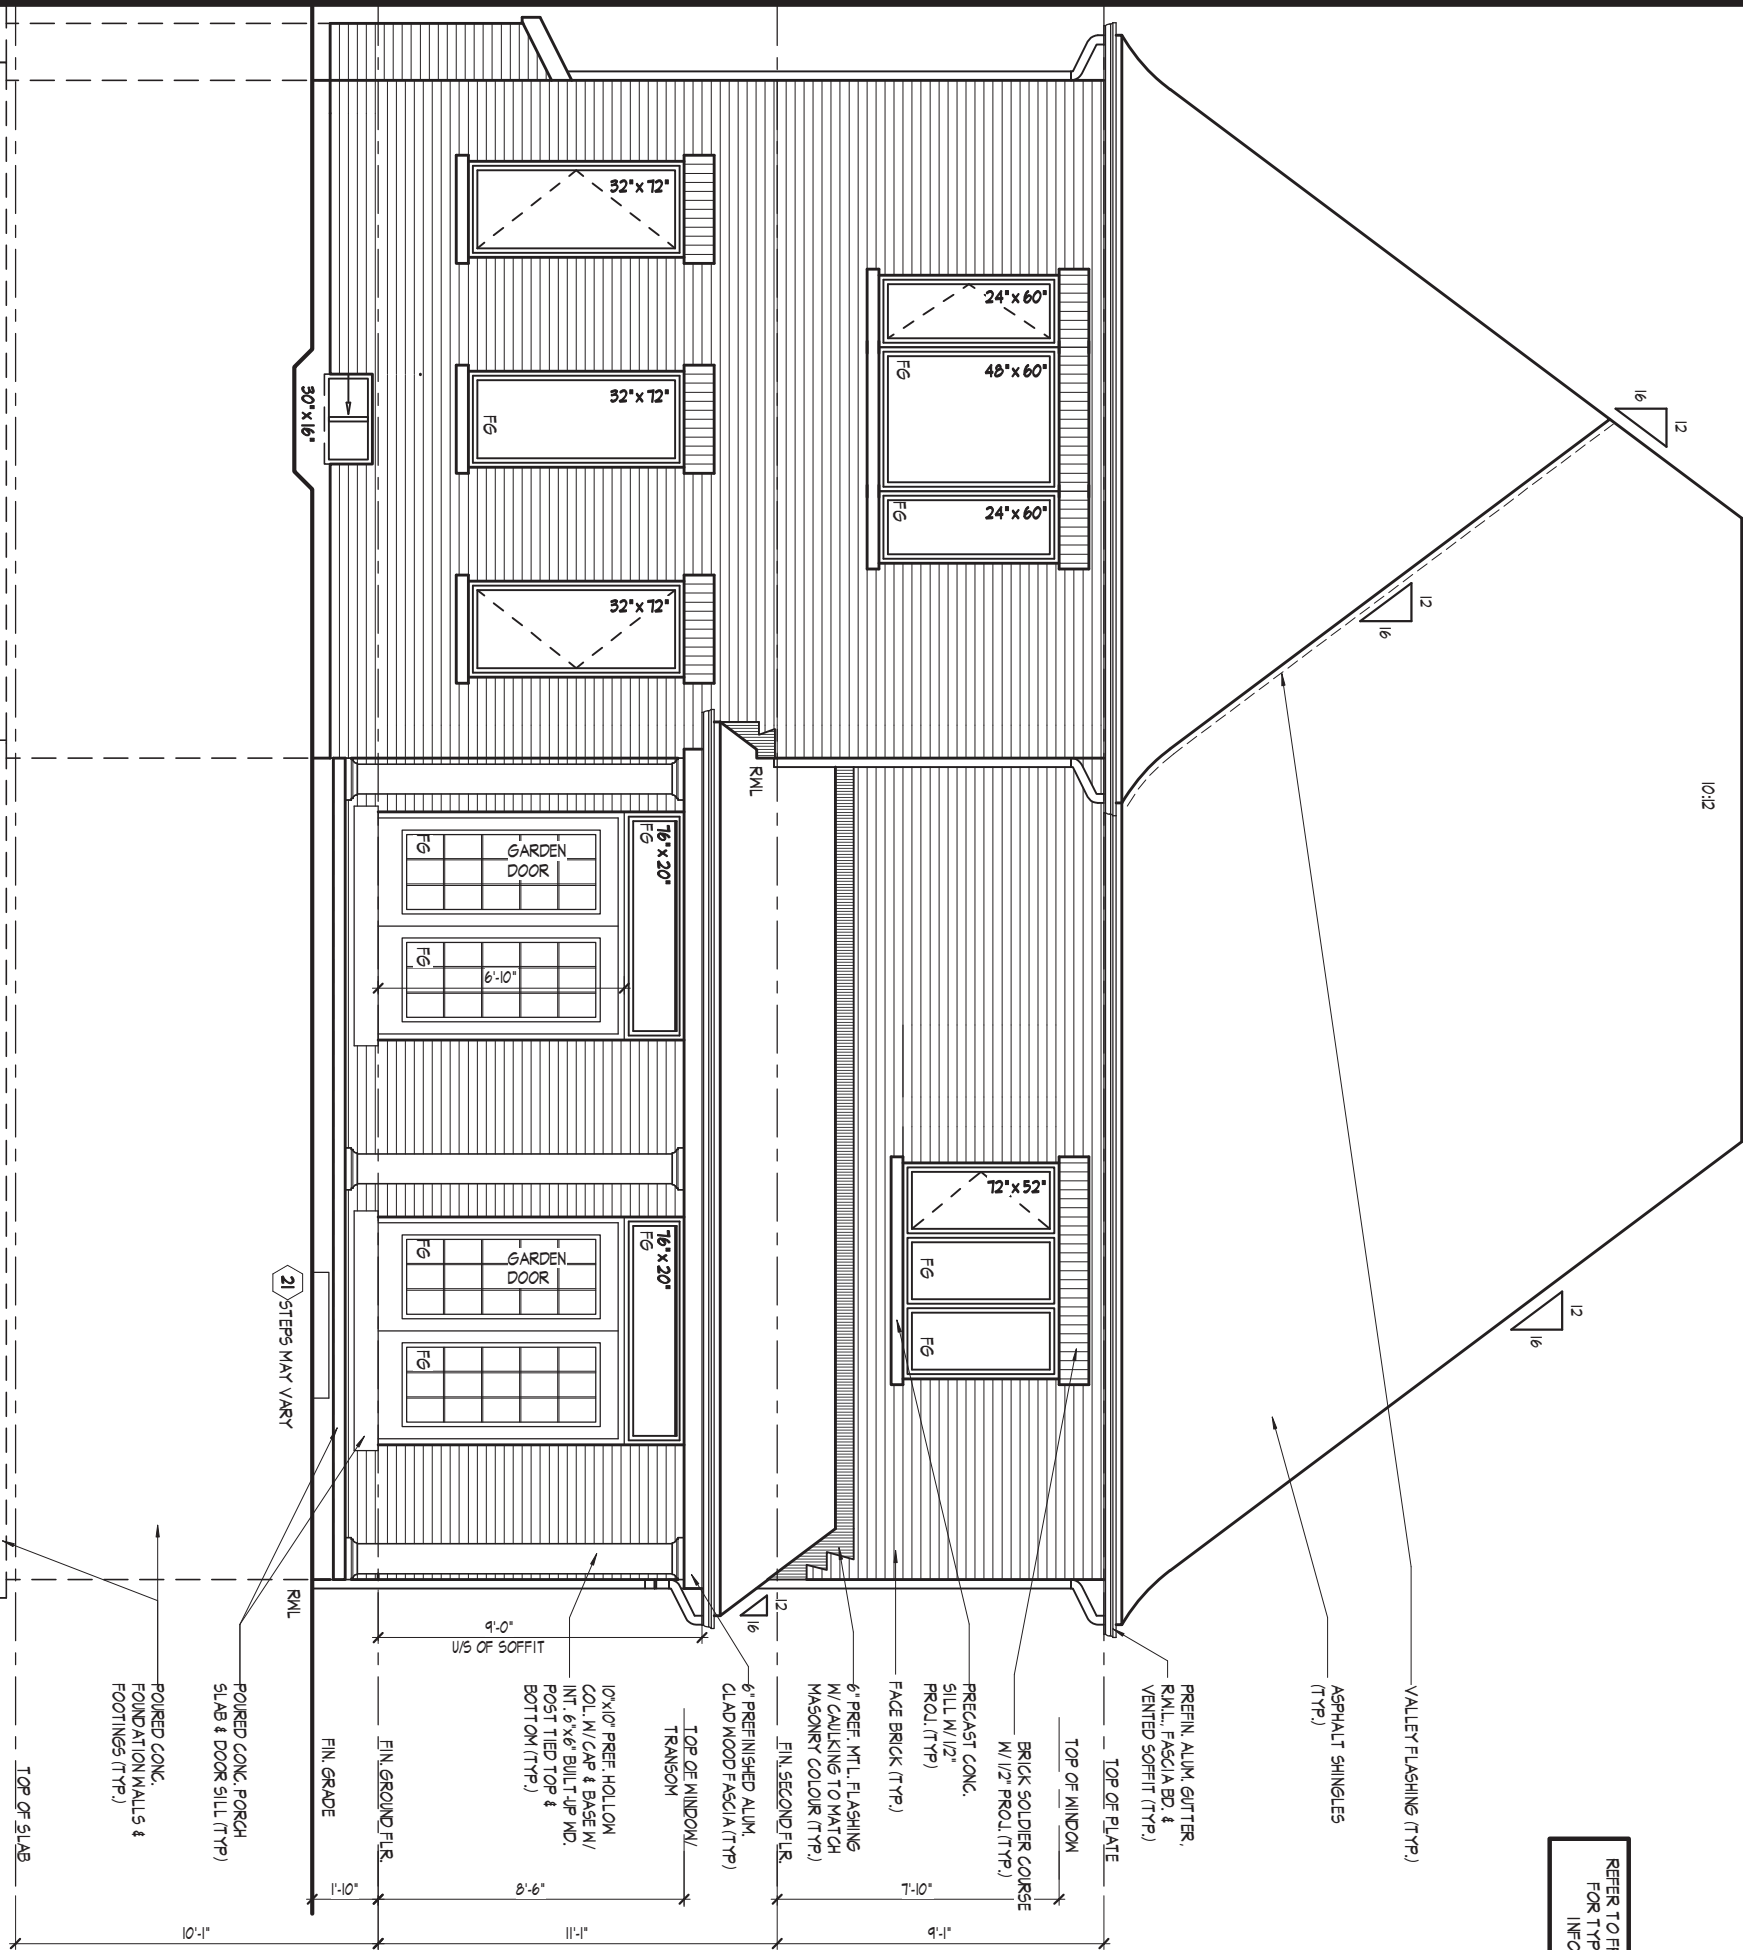 REFER TO F
FOR TYP
INFO
16
12
10:12
12
16
12
16
VALLEY FLASHING (TYP.)
ASPHALT SHINGLES
(TYP.)
PREFIN. ALUM. GUTTER,
R.W.L. FASCIA BD. &
VENTED SOFFIT (TYP.)
TOP OF PLATE
TOP OF WINDOW
BRICK SOLDIER COURSE
W/ 1/2" PROJ. (TYP.)
PRECAST CONC.
SILL W/ 1/2"
PROJ. (TYP)
FACE BRICK (TYP.)
6" PREF. MTL. FLASHING
W/ CAULKING TO MATCH
MASONRY COLOUR (TYP.)
FIN. SECOND FLR.
6" PREFINISHED ALUM.
CLAD WOOD FASCIA (TYP)
TOP OF WINDOW/
TRANSOM
10"x10" PREF. HOLLOW
COL. W/ CAP & BASE W/
INT. 6"x6" BUILT-UP WD.
POST TIED TOP &
BOTTOM (TYP.)
FIN. GROUND FLR.
FIN. GRADE
POURED CONC. PORCH
SLAB & DOOR SILL (TYP)
POURED CONC.
FOUNDATION WALLS &
FOOTINGS (TYP.)
TOP OF SLAB
24"x60"
48"x60"
FG
24"x60"
FG
72"x52"
FG
FG
RWL
12
16
32"x72"
32"x72"
FG
32"x72"
76"x20"
FG
GARDEN
DOOR
FG
FG
6'-10"
76"x20"
FG
GARDEN
DOOR
FG
FG
9'-0"
U/S OF SOFFIT
30"x16"
21
STEPS MAY VARY
RWL
7'-10"
9'-1"
8'-6"
11'-1"
1'-10"
10'-1"